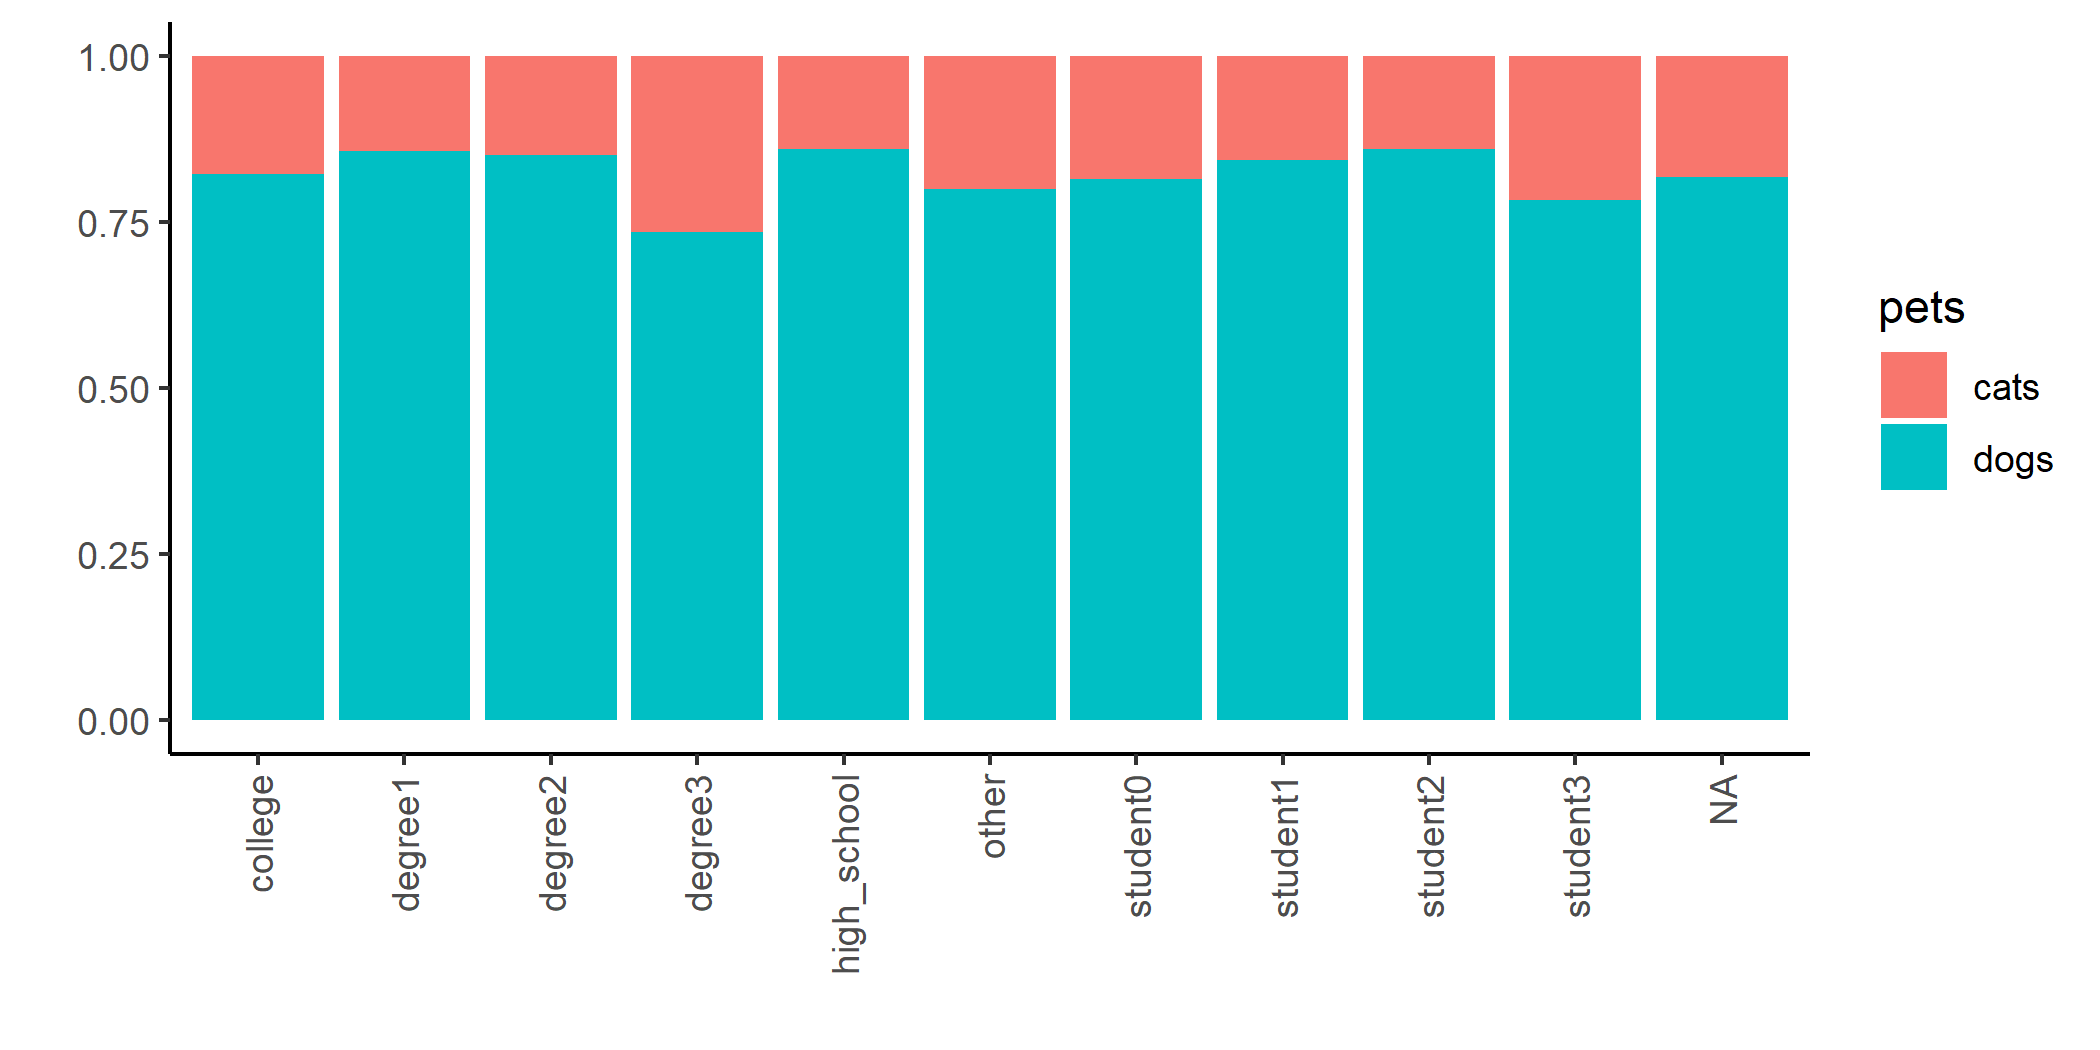 1.00
0.75
0.50
0.25
0.00
college
degree1
degree2
degree3
high_school
other
student0
student1
student2
student3
NA
pets
cats
dogs